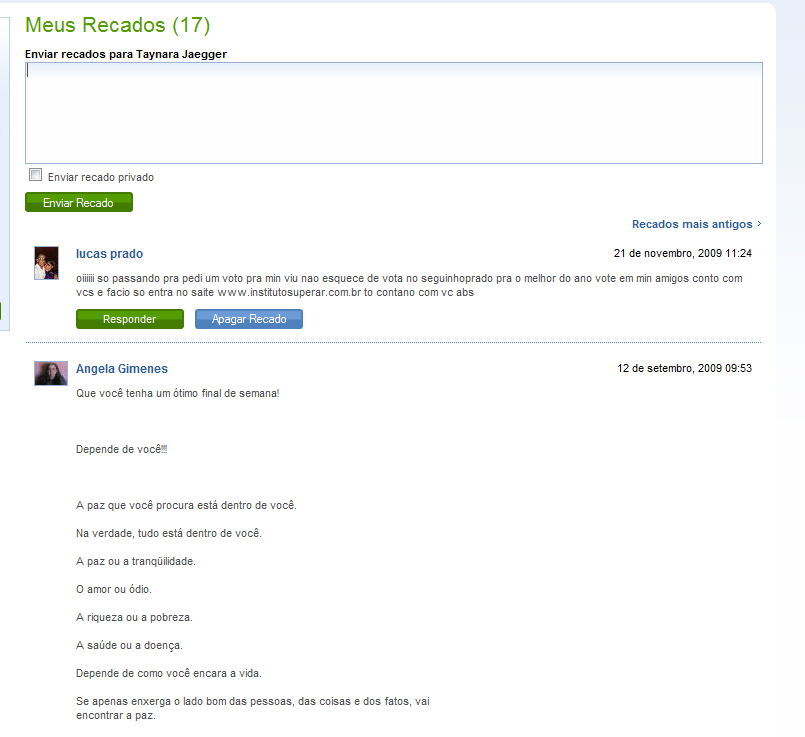 Meus Recados (17)
Enviar recados para Taynara Jaegger
Enviar recado privado
Enviar Recado
Recados mais antigos >
lucas prado
21 de novembro, 2009 11:24
oiiiiii so passando pra pedi um voto pra min viu nao esquece de vota no seguinhoprado pra o melhor do ano vote em min amigos conto com
vcs e facio so entra no saite www.institutosuperar.com.br to contano com vc abs
Responder
Apagar Recado
Angela Gimenes
12 de setembro, 2009 09:53
Que você tenha um ótimo final de semana!
Depende de você!!!
A paz que você procura está dentro de você.
Na verdade, tudo está dentro de você.
A paz ou a tranqüilidade.
O amor ou ódio.
A riqueza ou a pobreza.
A saúde ou a doença.
Depende de como você encara a vida.
Se apenas enxerga o lado bom das pessoas, das coisas e dos fatos, vai
encontrar a paz.